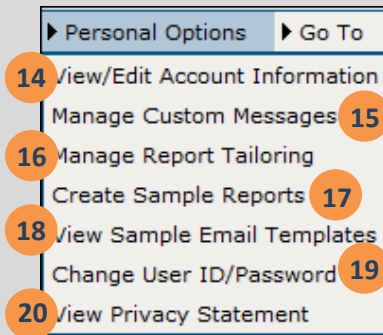 Personal Options Go To
14 View/Edit Account Information
Manage Custom Messages 15
16 Manage Report Tailoring
Create Sample Reports 17
18 View Sample Email Templates
Change User ID/Password 19
20 View Privacy Statement